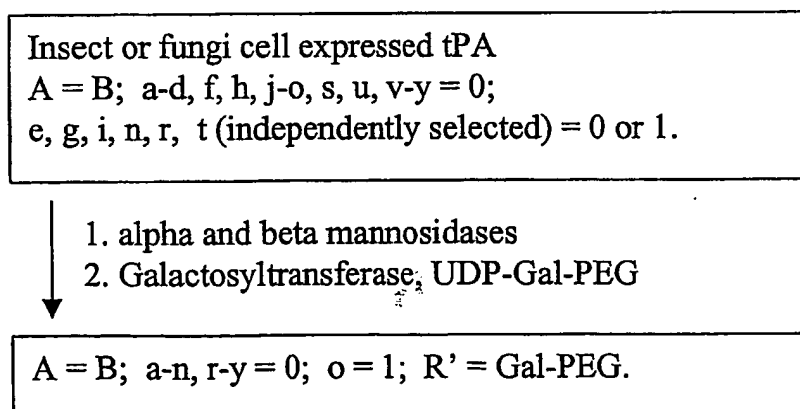 Insect or fungi cell expressed tPA
A = B; a-d, f, h, j-o, s, u, v-y = 0;
e, g, i, n, r, t (independently selected) = 0 or 1.
1. alpha and beta mannosidases
2. Galactosyltransferase, UDP-Gal-PEG
A = B; a-n, r-y = 0; o = 1; R’ = Gal-PEG.